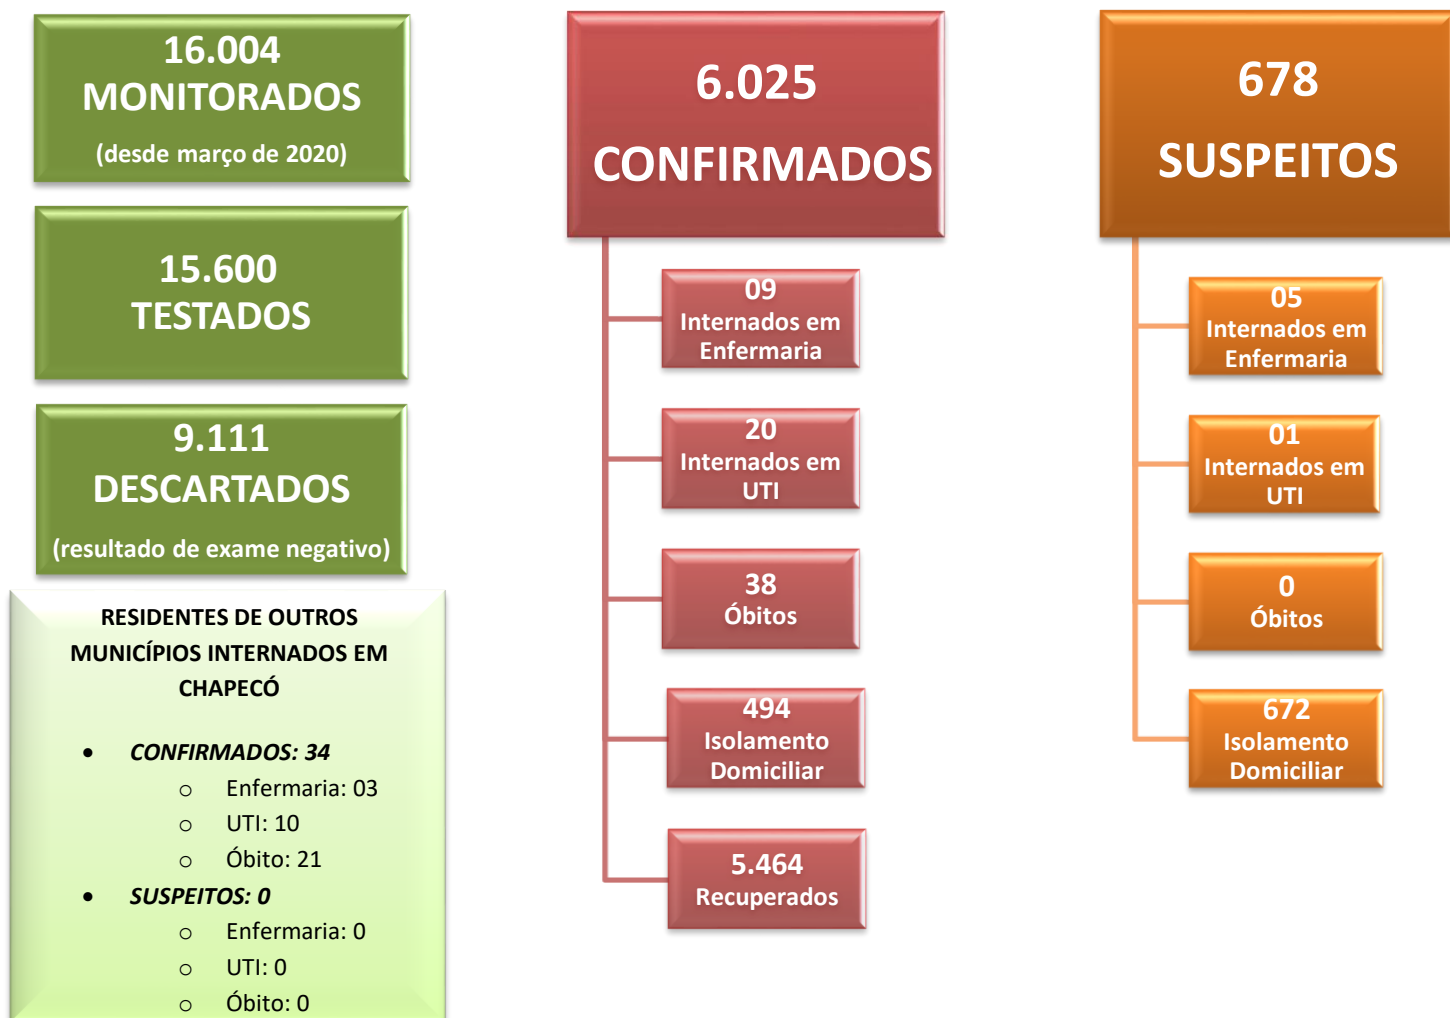 16.004
MONITORADOS
(desde março de 2020)
15.600
TESTADOS
9.111
DESCARTADOS
(resultado de exame negativo)
RESIDENTES DE OUTROS
MUNICÍPIOS INTERNADOS EM
CHAPECÓ
• CONFIRMADOS: 34
o Enfermaria: 03
o UTI: 10
o Óbito: 21
• SUSPEITOS: 0
o Enfermaria: 0
o UTI: 0
o Óbito: 0
6.025
CONFIRMADOS
09
Internados em
Enfermaria
20
Internados em
UTI
38
Óbitos
494
Isolamento
Domiciliar
5.464
Recuperados
678
SUSPEITOS
05
Internados em
Enfermaria
01
Internados em
UTI
0
Óbitos
672
Isolamento
Domiciliar